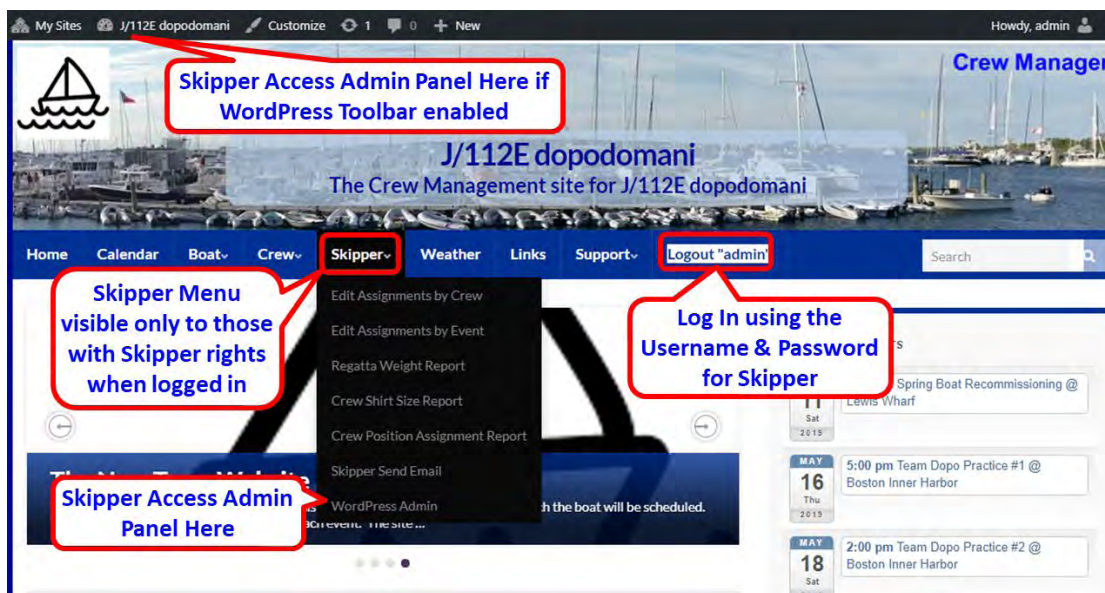 My Sites J/112E dopodomani Customize 1 0 + New Howdy, admin
Crew Manager
Skipper Access Admin Panel Here if
WordPress Toolbar enabled
J/112E dopodomani
The Crew Management site for J/112E dopodomani
Home Calendar Boat Crew Skipper Weather Links Support Logout "admin" Search
Skipper Menu
visible only to those
with Skipper rights
when logged in
Edit Assignments by Crew
Edit Assignments by Event
Regatta Weight Report
Crew Shirt Size Report
Crew Position Assignment Report
Skipper Send Email
WordPress Admin
Log In using the
Username & Password
for Skipper
Spring Boat Recommissioning @
Lewis Wharf
11
Sat
2019
Skipper Access Admin
Panel Here
the boat will be scheduled.
event. The site ...
MAY
16
Thu
2019
5:00 pm Team Dopo Practice #1 @
Boston Inner Harbor
MAY
18
Sat
2:00 pm Team Dopo Practice #2 @
Boston Inner Harbor